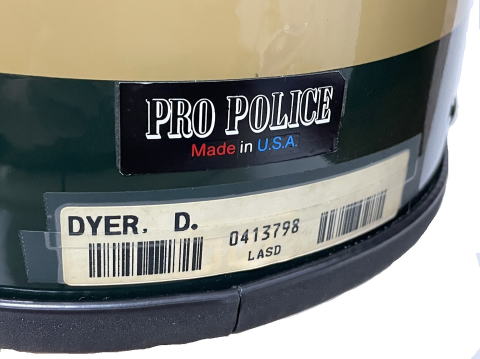 PRO POLICE
Made in U.S.A.
DYER, D.
0413798
LASD